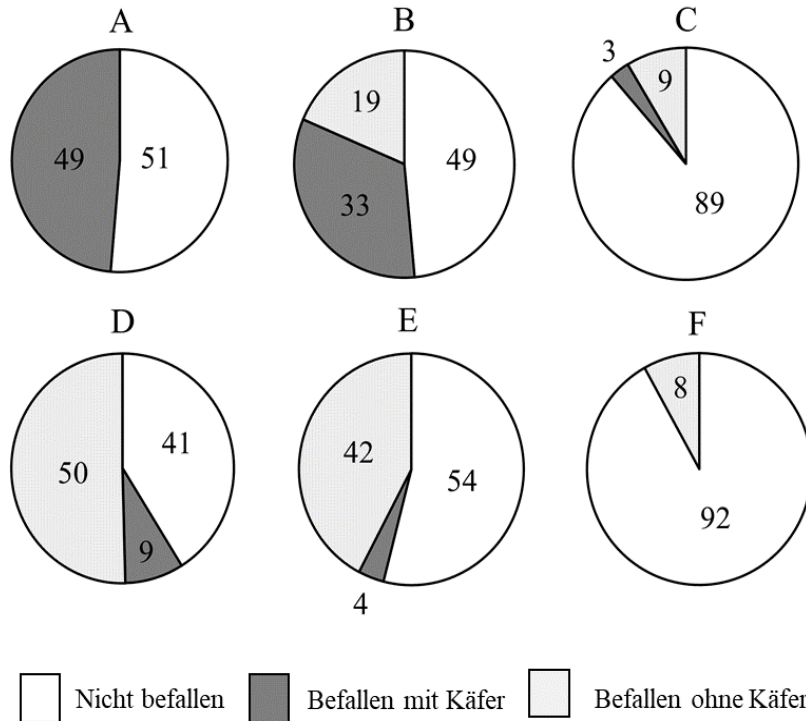 A B C
49 51
19 49 33
3 9 89
D E F
50 41 9
42 54 4
8 92
Nicht befallen Befallen mit Käfer Befallen ohne Käfer